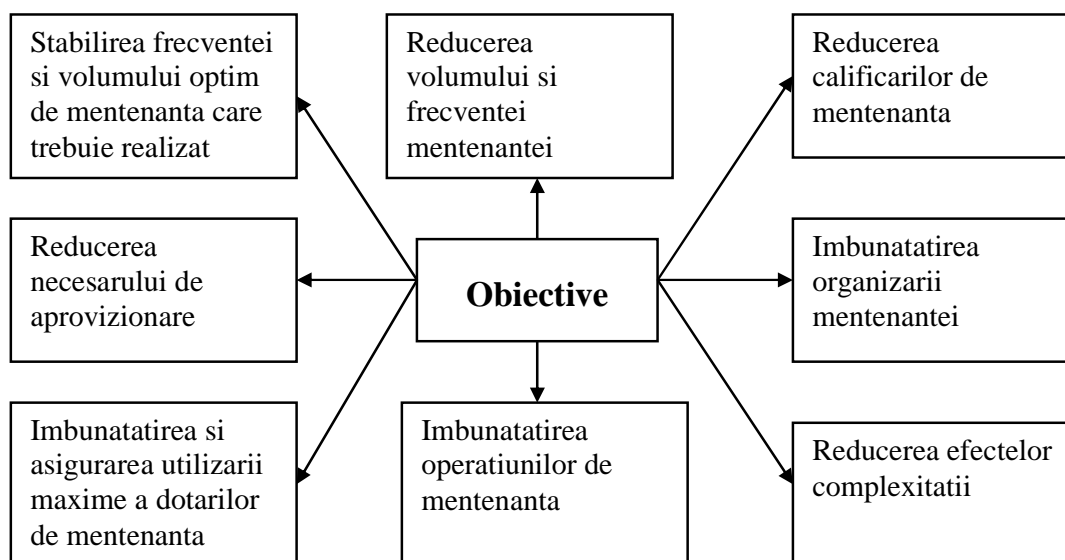 Stabilirea frecventei
si volumului optim
de mentenanta care
trebuie realizat
Reducerea
volumului si
frecventei
mentenantei
Reducerea
calificarilor de
mentenanta
Reducerea
necesarului de
aprovizionare
Obiective
Imbunatatirea
organizarii
mentenantei
Imbunatatirea si
asigurarea utilizarii
maxime a dotarilor
de mentenanta
Imbunatatirea
operatiunilor de
mentenanta
Reducerea efectelor
complexitatii